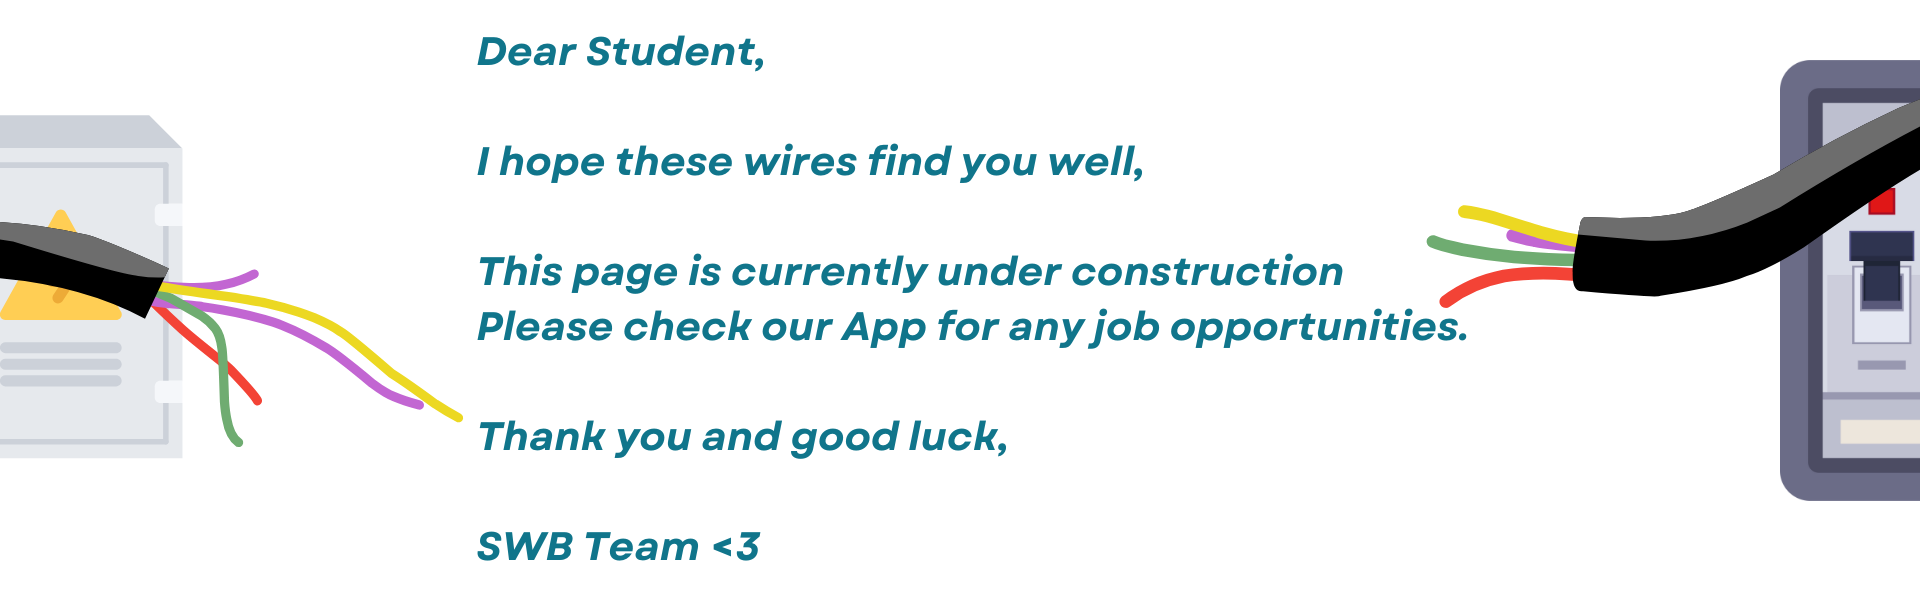 Dear Student,
I hope these wires find you well,
This page is currently under construction
Please check our App for any job opportunities.
Thank you and good luck,
SWB Team <3